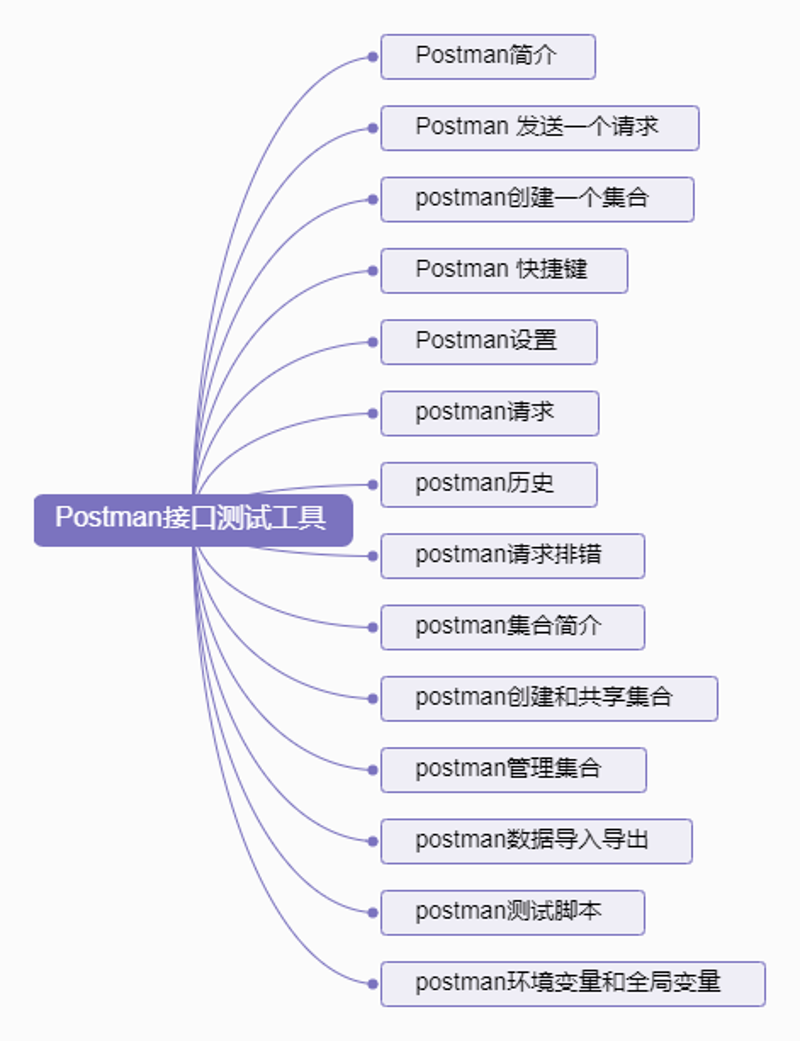 Postman简介
Postman 发送一个请求
postman创建一个集合
Postman 快捷键
Postman设置
postman请求
postman历史
Postman接口测试工具
postman请求排错
postman集合简介
postman创建和共享集合
postman管理集合
postman数据导入导出
postman测试脚本
postman环境变量和全局变量